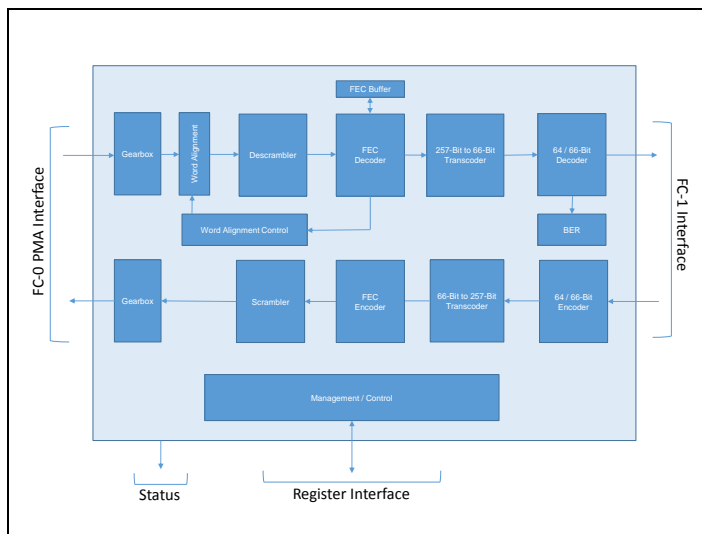 FEC Buffer
Gearbox
Word Alignment
Descrambler
FEC
Decoder
257-Bit to 66-Bit
Transcoder
64 / 66-Bit
Decoder
Word Alignment Control
BER
FC-0 PMA Interface
FC-1 Interface
Gearbox
Scrambler
FEC
Encoder
66-Bit to 257-Bit
Transcoder
64 / 66-Bit
Encoder
Management / Control
Status
Register Interface